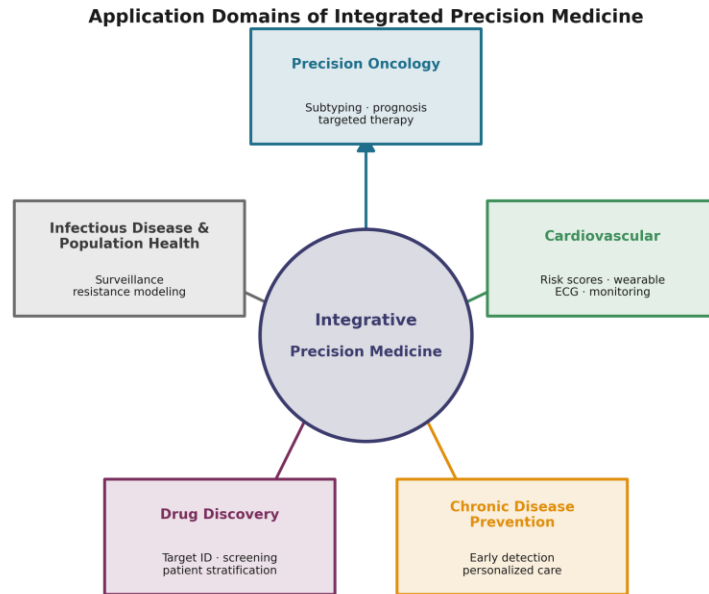 Application Domains of Integrated Precision Medicine
Precision Oncology
Subtyping · prognosis
targeted therapy
Infectious Disease &
Population Health
Surveillance
resistance modeling
Cardiovascular
Risk scores · wearable
ECG · monitoring
Integrative
Precision Medicine
Drug Discovery
Target ID · screening
patient stratification
Chronic Disease
Prevention
Early detection
personalized care